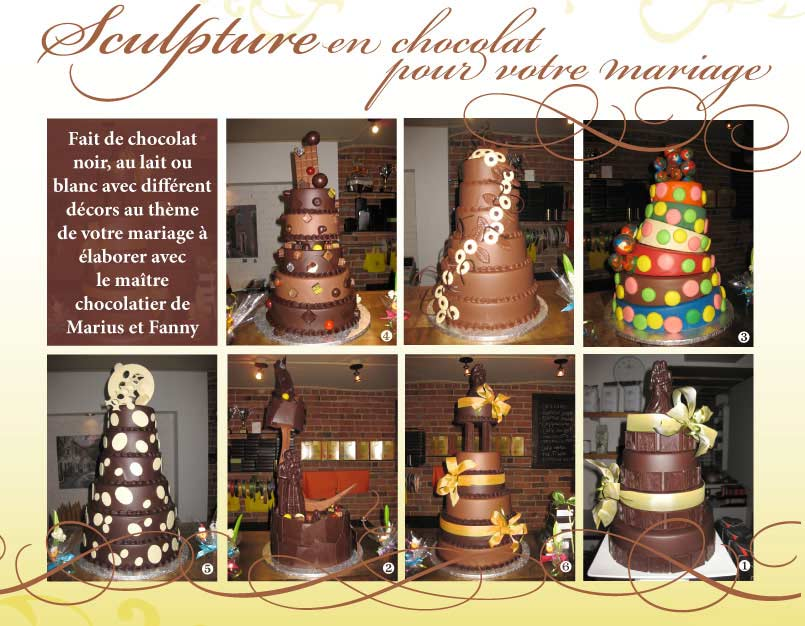 Sculpture en chocolat
pour votre mariage
Fait de chocolat
noir, au lait ou
blanc avec différent
décors au thème
de votre mariage à
élaborer avec
le maître
chocolatier de
Marius et Fanny
❹
❸
❺
❷
❻
❶